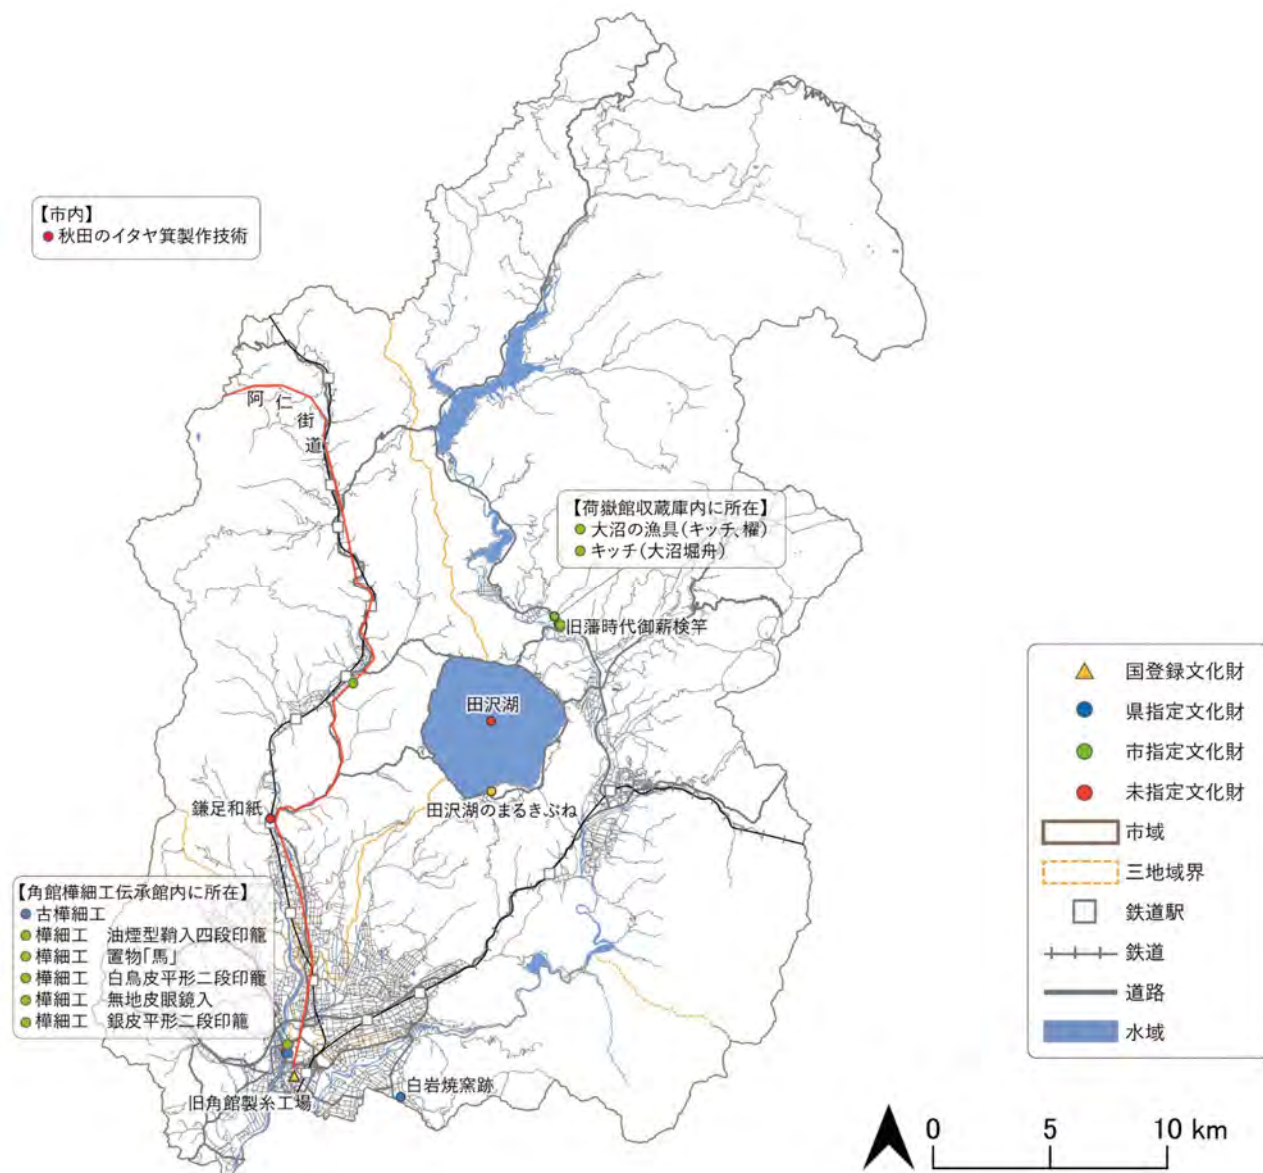 【市内】
秋田のイタヤ箕製作技術
阿仁街道
【荷嶽館収蔵庫内に所在】
大沼の漁具(キッチ、櫂)
キッチ(大沼堀舟)
旧藩時代御薪検竿
田沢湖
田沢湖のまるきぶね
鎌足和紙
【角館樺細工伝承館内に所在】
古樺細工
樺細工 油煙型鞘入四段印籠
樺細工 置物「馬」
樺細工 白鳥皮平形二段印籠
樺細工 無地皮眼鏡入
樺細工 銀皮平形二段印籠
白岩焼窯跡
旧角館製糸工場
国登録文化財
県指定文化財
市指定文化財
未指定文化財
市域
三地域界
鉄道駅
鉄道
道路
水域
0 5 10 km